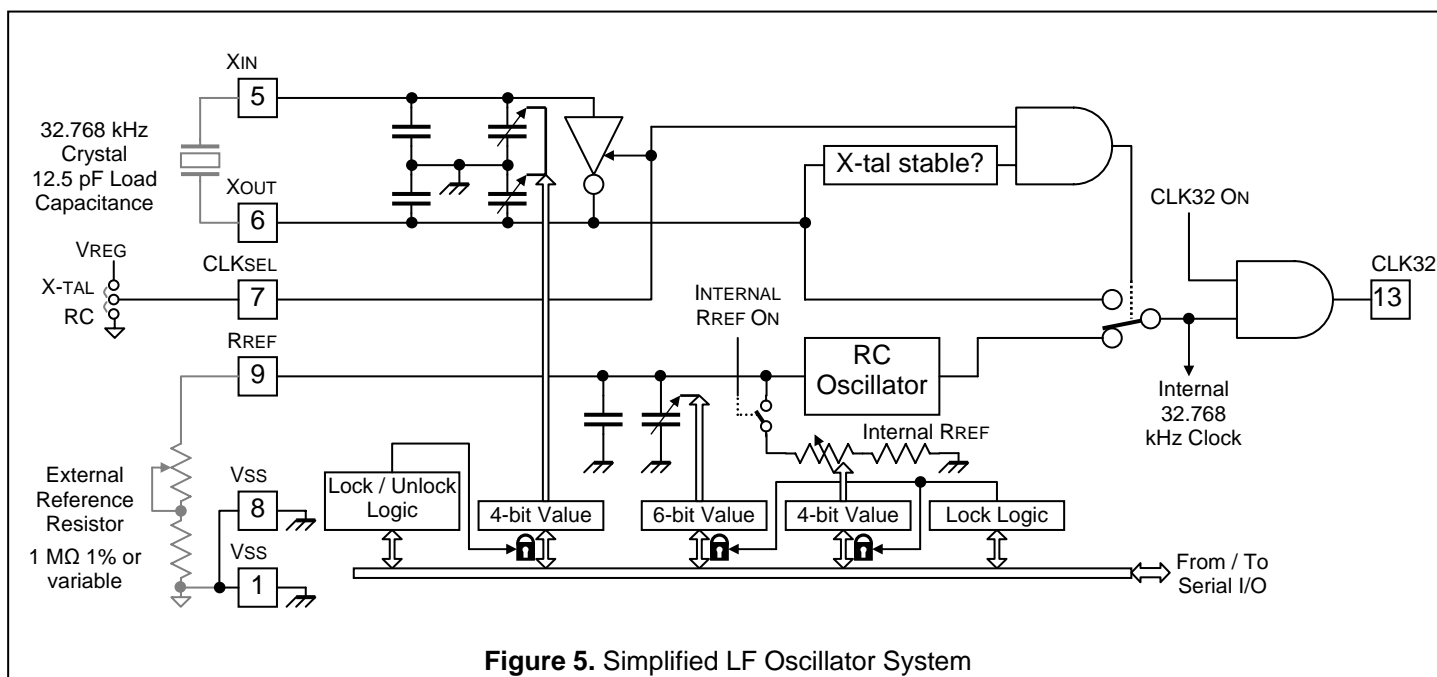 XIN
5
32.768 kHz
Crystal
12.5 pF Load
Capacitance
XOUT
6
X-tal stable?
CLK32 ON
VREG
CLKSEL
X-TAL
7
RC
INTERNAL
RREF ON
CLK32
13
RREF
9
RC
Oscillator
Internal
32.768
kHz Clock
Internal RREF
External
Reference
Resistor
1 MΩ 1% or
variable
VSS
8
VSS
1
Lock / Unlock
Logic
4-bit Value
6-bit Value
4-bit Value
Lock Logic
From / To
Serial I/O
Figure 5. Simplified LF Oscillator System